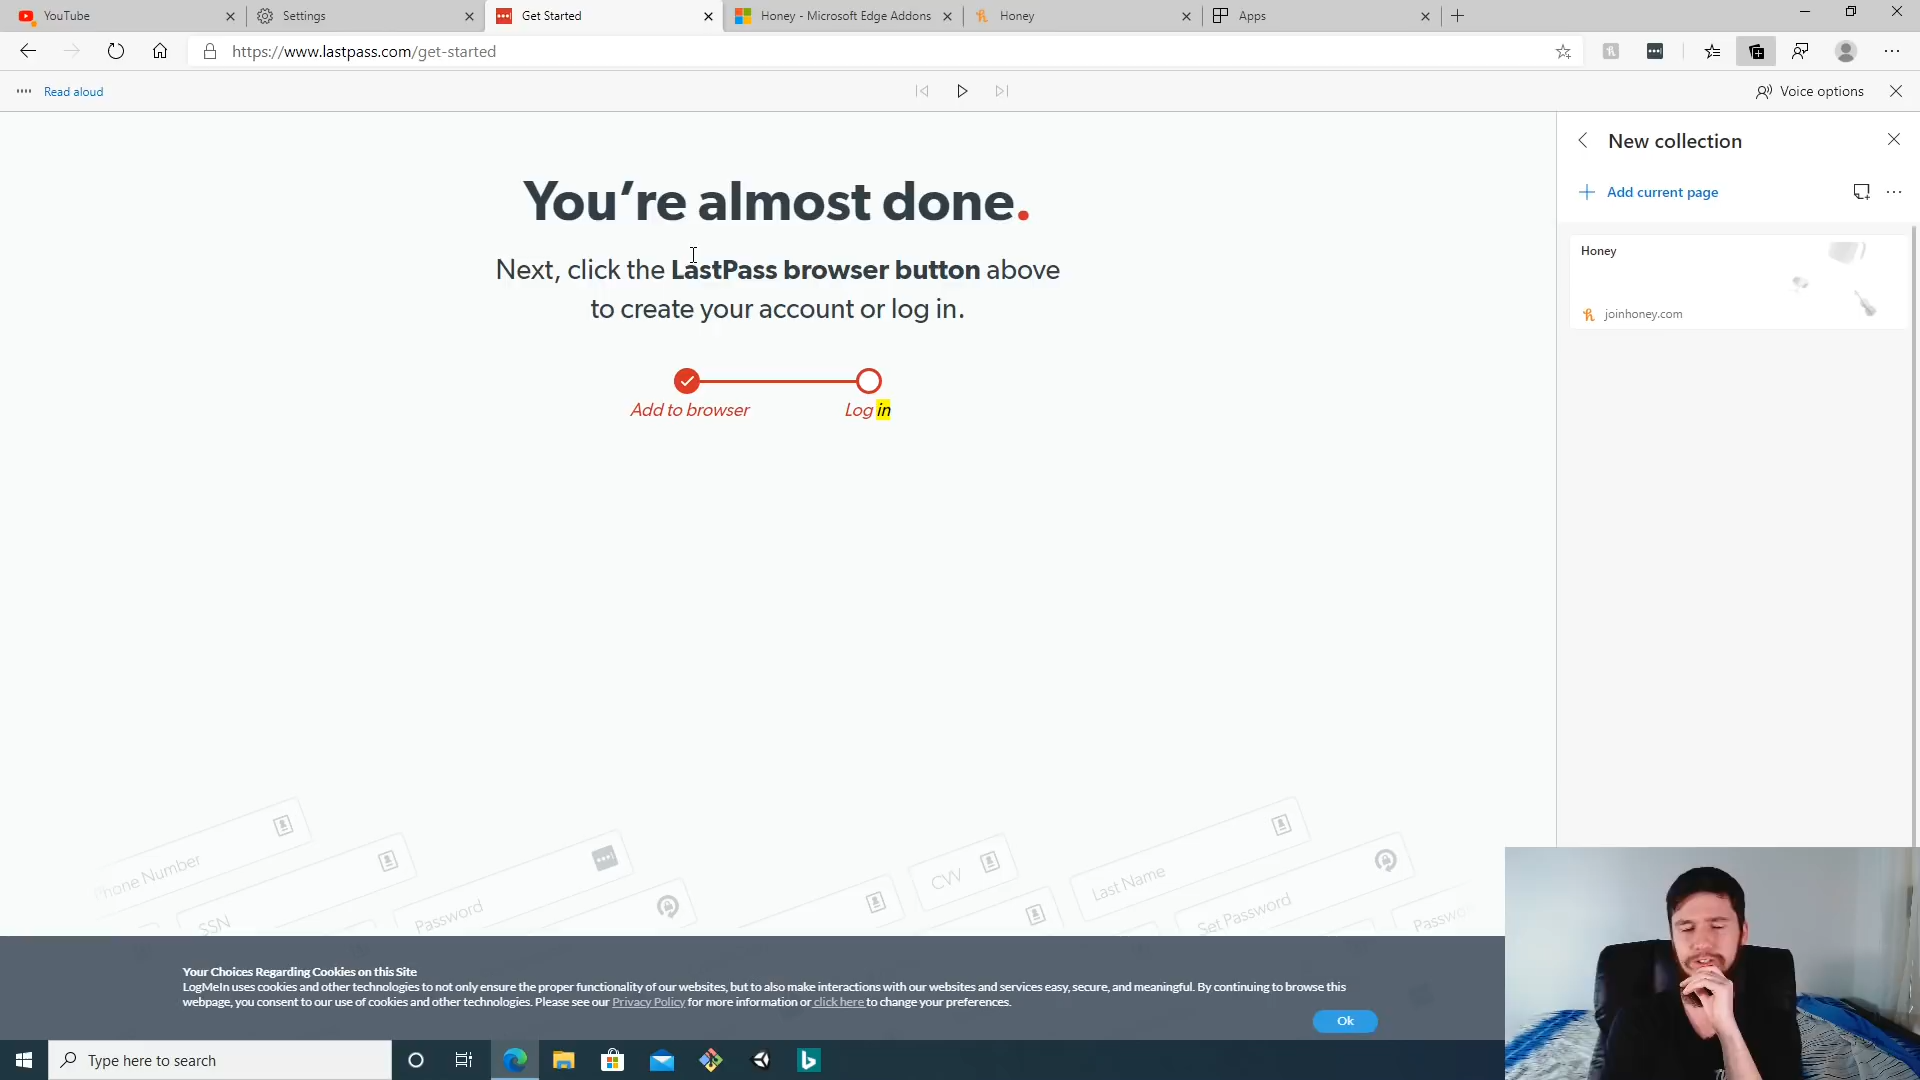 YouTube
Settings
Get Started
Honey - Microsoft Edge Addons
Honey
Apps
https://www.lastpass.com/get-started
Read aloud
Voice options
You’re almost done.
Next, click the LastPass browser button above
to create your account or log in.
Add to browser
Log in
New collection
Add current page
Honey
joinhoney.com
Phone Number
SSN
Password
CVV
Last Name
Set Password
Your Choices Regarding Cookies on this Site
LogMeIn uses cookies and other technologies to not only ensure the proper functionality of our websites, but to also make interactions with our websites and services easy, secure, and meaningful. By continuing to browse this
webpage, you consent to our use of cookies and other technologies. Please see our Privacy Policy for more information or click here to change your preferences.
Ok
Type here to search